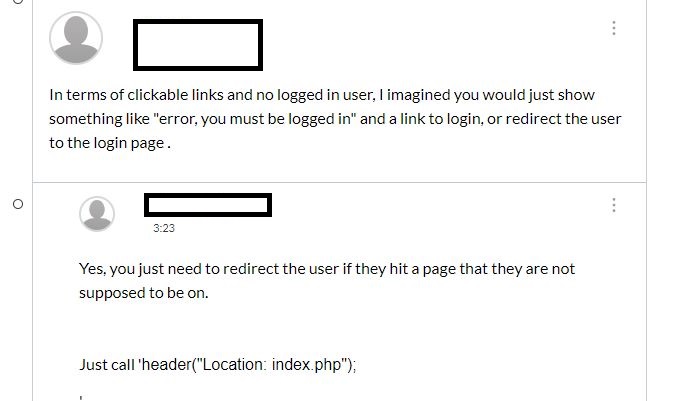 In terms of clickable links and no logged in user, I imagined you would just show
something like "error, you must be logged in" and a link to login, or redirect the user
to the login page.
3:23
Yes, you just need to redirect the user if they hit a page that they are not
supposed to be on.
Just call 'header("Location: index.php");
'